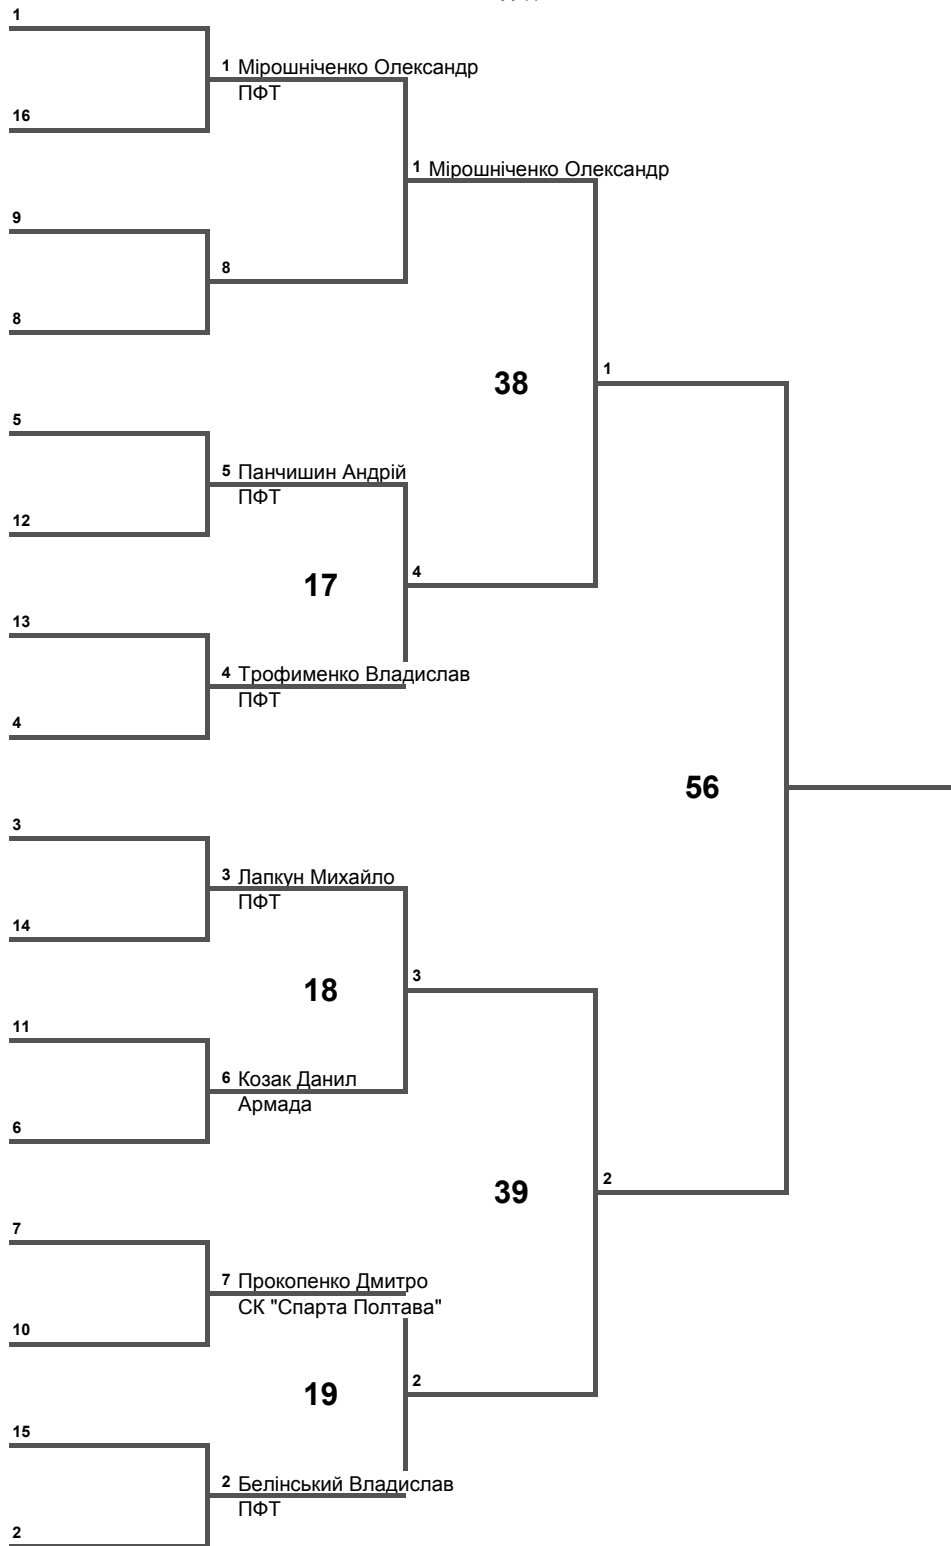 1
1 Мірошніченко Олександр
ПФТ
16
1 Мірошніченко Олександр
9
8
8
38
1
5
5 Панчишин Андрій
ПФТ
12
17
4
13
4 Трофименко Владислав
ПФТ
4
56
3
3 Лапкун Михайло
ПФТ
14
18
3
11
6 Козак Данил
Армада
6
39
2
7
7 Прокопенко Дмитро
СК "Спарта Полтава"
10
19
2
15
2 Белінський Владислав
ПФТ
2